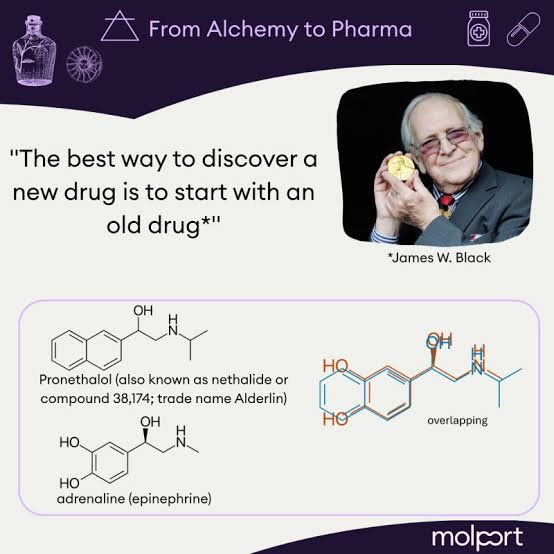 From Alchemy to Pharma
"The best way to discover a
new drug is to start with an
old drug*"
*James W. Black
OH
H
N
Pronethalol (also known as nethalide or
compound 38,174; trade name Alderlin)
OH
H
HO
N
HO
adrenaline (epinephrine)
OH
OH
H
H
HO
N
N
HO
overlapping
molport